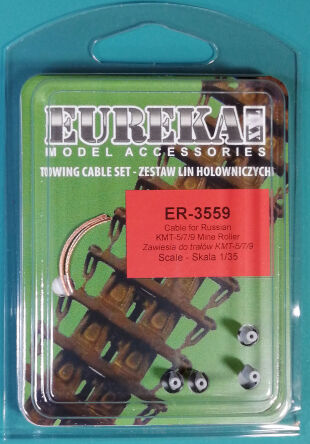 EUREKA
MODEL ACCESSORIES
TOWING CABLE SET - ZESTAW LIN HOLOWNICZYCH
ER-3559
Cable for Russian
KMT-5/7/9 Mine Roller
Zawiesia do trałów KMT-5/7/9
Scale - Skala 1/35